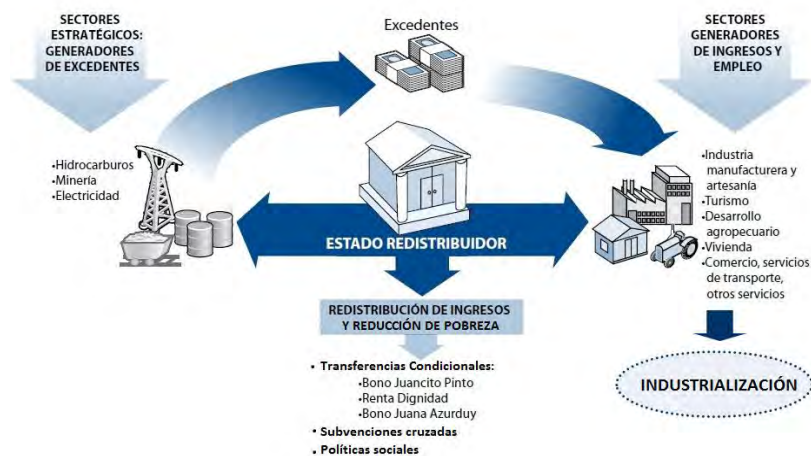 SECTORES
ESTRATÉGICOS:
GENERADORES
DE EXCEDENTES
Excedentes
SECTORES
GENERADORES
DE INGRESOS Y
EMPLEO
•Hidrocarburos
•Minería
•Electricidad
•Industria
manufacturera y
artesanía
•Turismo
•Desarrollo
agropecuario
•Vivienda
•Comercio, servicios
de transporte,
otros servicios
ESTADO REDISTRIBUIDOR
REDISTRIBUCIÓN DE INGRESOS
Y REDUCCIÓN DE POBREZA
• Transferencias Condicionales:
•Bono Juancito Pinto
•Renta Dignidad
•Bono Juana Azurduy
• Subvenciones cruzadas
• Políticas sociales
INDUSTRIALIZACIÓN